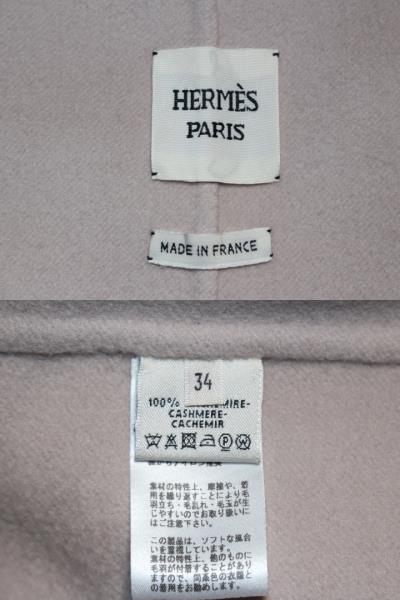 HERMÈS
PARIS
MADE IN FRANCE
34
100%
CASHMERE-
CACHEMIR
素材の特性上、摩擦や、着
用を繰り返すことにより毛
羽立ち・毛乱れ・毛玉が生
じやすいのでお取り扱いに
はご注意下さい。
この製品は、ソフトな風合
いを重視しています。
素材の特性上、他のものに
毛羽が付着することがあり
ますので、同系色の衣服と
の着用をお勧めします。